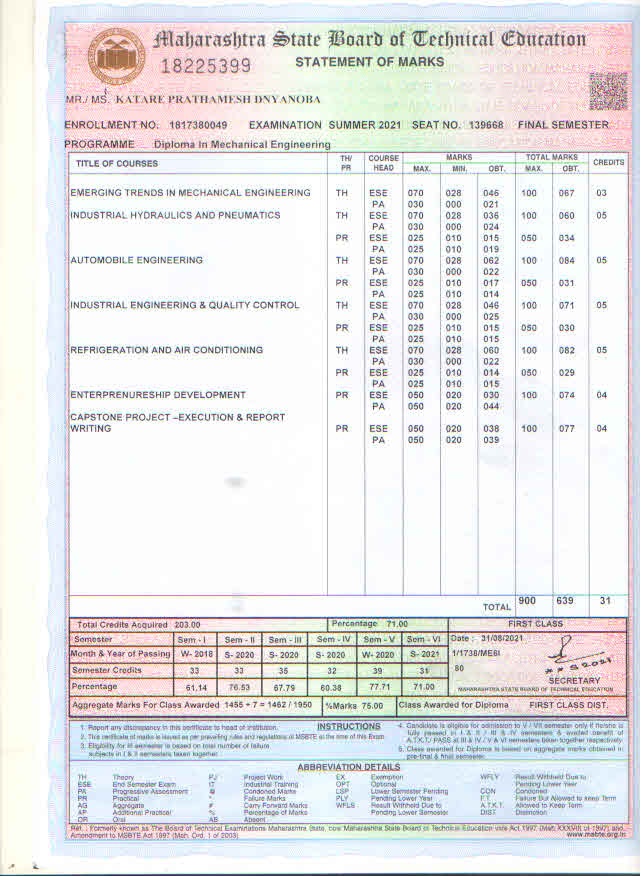 Maharashtra State Board of Technical Education
18225399
STATEMENT OF MARKS
MR./ MS. KATARE PRATHAMESH DNYANOBA
ENROLLMENT NO. 1817380049 EXAMINATION SUMMER 2021 SEAT NO. 139668 FINAL SEMESTER
PROGRAMME Diploma In Mechanical Engineering
TITLE OF COURSES TH/ PR COURSE HEAD MARKS MAX. MIN. OBT. TOTAL MARKS MAX. OBT. CREDITS
EMERGING TRENDS IN MECHANICAL ENGINEERING TH ESE 070 028 046 100 067 03
PA 030 000 021
INDUSTRIAL HYDRAULICS AND PNEUMATICS TH ESE 070 028 036 100 060 05
PA 030 000 024
PR ESE 025 010 015 050 034
PA 025 010 019
AUTOMOBILE ENGINEERING TH ESE 070 028 062 100 084 05
PA 030 000 022
PR ESE 025 010 017 050 031
PA 025 010 014
INDUSTRIAL ENGINEERING & QUALITY CONTROL TH ESE 070 028 046 100 071 05
PA 030 000 025
PR ESE 025 010 015 050 030
PA 025 010 015
REFRIGERATION AND AIR CONDITIONING TH ESE 070 028 060 100 082 05
PA 030 000 022
PR ESE 025 010 014 050 029
PA 025 010 015
ENTERPRENURESHIP DEVELOPMENT PR ESE 050 020 030 100 074 04
PA 050 020 044
CAPSTONE PROJECT –EXECUTION & REPORT
WRITING PR ESE 050 020 038 100 077 04
PA 050 020 039
TOTAL 900 639 31
Total Credits Acquired 203.00 Percentage 71.00 FIRST CLASS
Semester Sem - I Sem - II Sem - III Sem - IV Sem - V Sem - VI Date : 31/08/2021
Month & Year of Passing W- 2018 S- 2020 S- 2020 S- 2020 W- 2020 S- 2021 1/1738/ME6I
Semester Credits 33 33 35 32 39 31 80
Percentage 61.14 76.53 67.79 60.38 77.71 71.00
SECRETARY
MAHARASHTRA STATE BOARD OF TECHNICAL EDUCATION
Aggregate Marks For Class Awarded 1455 + 7 = 1462 / 1950 %Marks 75.00 Class Awarded for Diploma FIRST CLASS DIST.
INSTRUCTIONS
1. Report any discrepancy in this certificate to head of institution.
2. This certificate of marks is issued as per prevailing rules and regulations of MSBTE at the time of this Exam.
3. Eligibility for III semester is based on total number of failure
subjects in I & II semesters taken together.
4. Candidate is eligible for admission to V / VII semester only if he/she is
fully passed in I & II / III & IV semesters & availed benefit of
A.T.K.T./ PASS at III & IV / V & VI semesters taken together respectively.
5. Class awarded for Diploma is based on aggregate marks obtained in
pre-final & final semester.
ABBREVIATION DETAILS
TH Theory PJ Project Work EX Exemption WFLY Result Withheld Due to
ESE End Semester Exam IT Industrial Training OPT Optional Pending Lower Year
PA Progressive Assessment @ Condoned Marks LSP Lower Semester Pending CON Condoned
PR Practical * Failure Marks PLY Pending Lower Year F.T. Failure But Allowed to keep Term
AG Aggregate # Carry Forward Marks WFLS Result Withheld Due to A.T.K.T. Allowed to Keep Term
AP Additional Practical % Percentage of Marks Pending Lower Semester DIST. Distinction
OR Oral AB Absent
Ref. : Formerly known as The Board of Technical Examinations Maharashtra State, now Maharashtra State Board of Technical Education vide Act 1997 (Mah. XXXVIII of 1997) and
Amendment to MSBTE Act 1997 (Mah. Ord. 1 of 2003). www.msbte.org.in